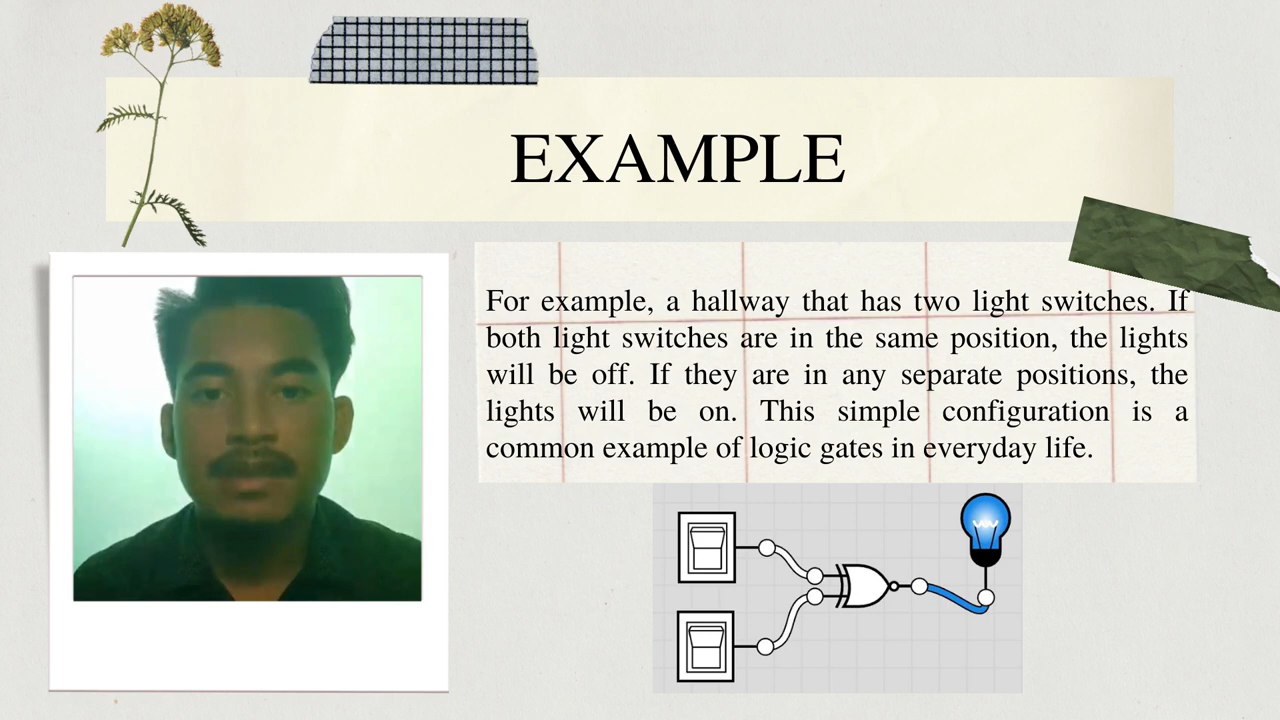 EXAMPLE
For example, a hallway that has two light switches. If
both light switches are in the same position, the lights
will be off. If they are in any separate positions, the
lights will be on. This simple configuration is a
common example of logic gates in everyday life.